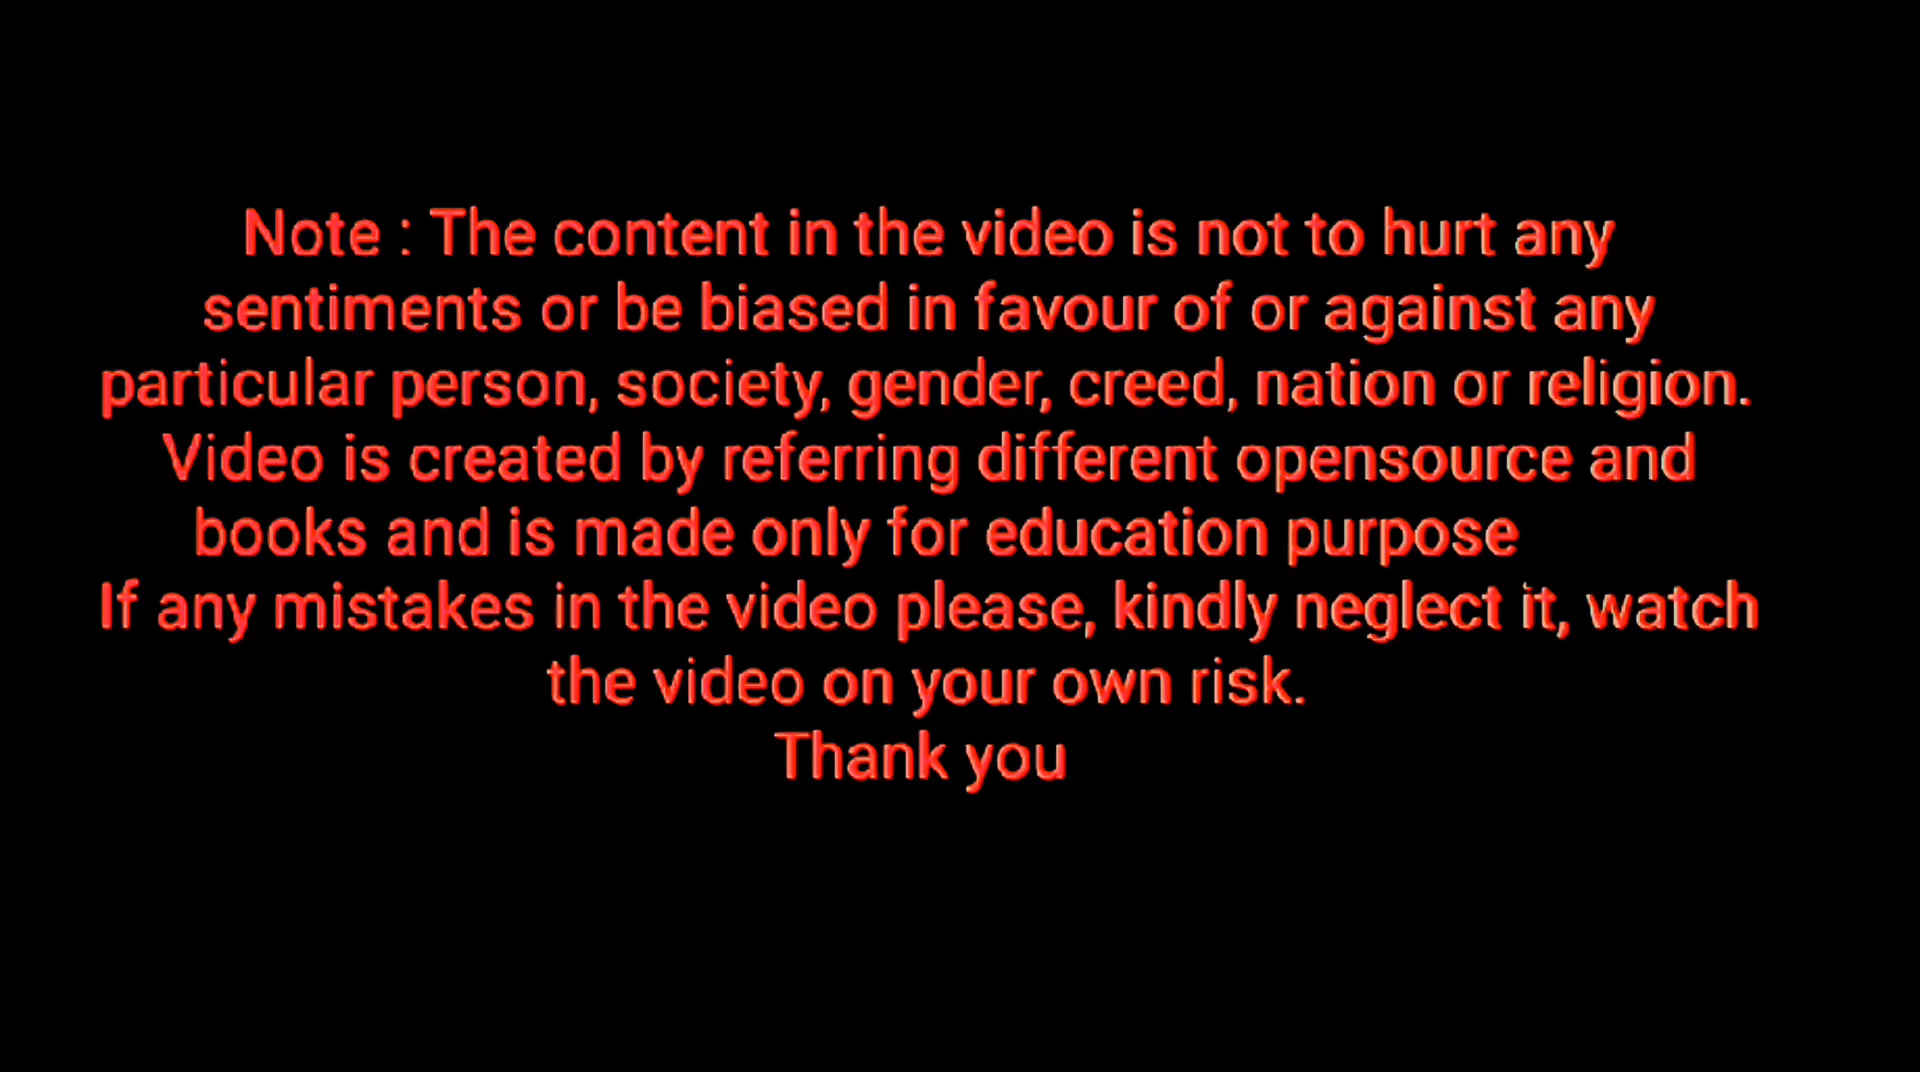 Note : The content in the video is not to hurt any
sentiments or be biased in favour of or against any
particular person, society, gender, creed, nation or religion.
Video is created by referring different opensource and
books and is made only for education purpose
If any mistakes in the video please, kindly neglect it, watch
the video on your own risk.
Thank you